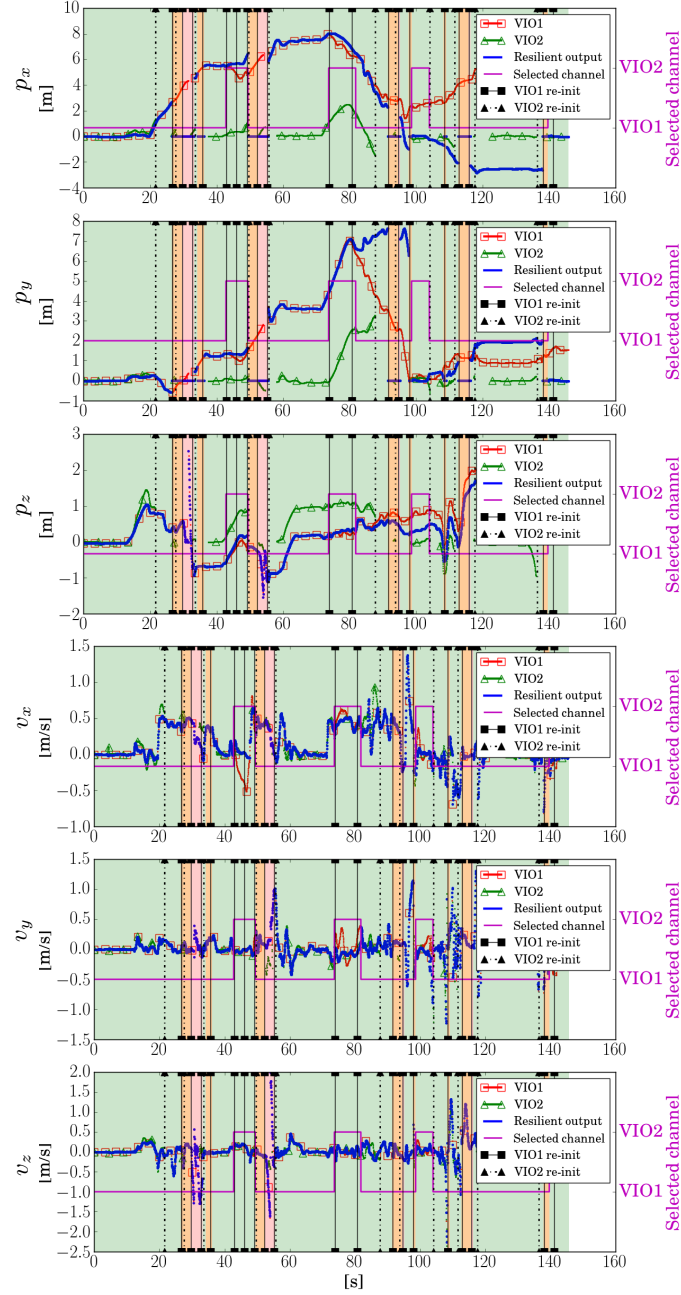 10
8
6
4
2
0
−2
−4
p_x
[m]
0 20 40 60 80 100 120 140 160
VIO1
VIO2
Resilient output
Selected channel
VIO1 re-init
VIO2 re-init
VIO2
VIO1
Selected channel
8
7
6
5
4
3
2
1
0
−1
p_y
[m]
0 20 40 60 80 100 120 140 160
VIO1
VIO2
Resilient output
Selected channel
VIO1 re-init
VIO2 re-init
VIO2
VIO1
Selected channel
3
2
1
0
−1
−2
p_z
[m]
0 20 40 60 80 100 120 140 160
VIO1
VIO2
Resilient output
Selected channel
VIO1 re-init
VIO2 re-init
VIO2
VIO1
Selected channel
1.5
1.0
0.5
0.0
−0.5
−1.0
v_x
[m/s]
0 20 40 60 80 100 120 140 160
VIO1
VIO2
Resilient output
Selected channel
VIO1 re-init
VIO2 re-init
VIO2
VIO1
Selected channel
1.5
1.0
0.5
0.0
−0.5
−1.0
−1.5
v_y
[m/s]
0 20 40 60 80 100 120 140 160
VIO1
VIO2
Resilient output
Selected channel
VIO1 re-init
VIO2 re-init
VIO2
VIO1
Selected channel
2.0
1.5
1.0
0.5
0.0
−0.5
−1.0
−1.5
−2.0
−2.5
v_z
[m/s]
0 20 40 60 80 100 120 140 160
VIO1
VIO2
Resilient output
Selected channel
VIO1 re-init
VIO2 re-init
VIO2
VIO1
Selected channel
[s]